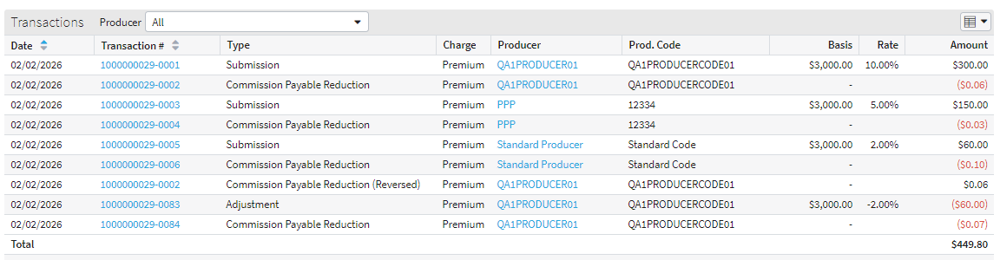 Transactions Producer All
Date Transaction # Type Charge Producer Prod. Code Basis Rate Amount
02/02/2026 1000000029-0001 Submission Premium QA1PRODUCER01 QA1PRODUCERCODE01 $3,000.00 10.00% $300.00
02/02/2026 1000000029-0002 Commission Payable Reduction Premium QA1PRODUCER01 QA1PRODUCERCODE01 - ($0.06)
02/02/2026 1000000029-0003 Submission Premium PPP 12334 $3,000.00 5.00% $150.00
02/02/2026 1000000029-0004 Commission Payable Reduction Premium PPP 12334 - ($0.03)
02/02/2026 1000000029-0005 Submission Premium Standard Producer Standard Code $3,000.00 2.00% $60.00
02/02/2026 1000000029-0006 Commission Payable Reduction Premium Standard Producer Standard Code - ($0.10)
02/02/2026 1000000029-0002 Commission Payable Reduction (Reversed) Premium QA1PRODUCER01 QA1PRODUCERCODE01 - $0.06
02/02/2026 1000000029-0083 Adjustment Premium QA1PRODUCER01 QA1PRODUCERCODE01 $3,000.00 -2.00% ($60.00)
02/02/2026 1000000029-0084 Commission Payable Reduction Premium QA1PRODUCER01 QA1PRODUCERCODE01 - ($0.07)
Total $449.80